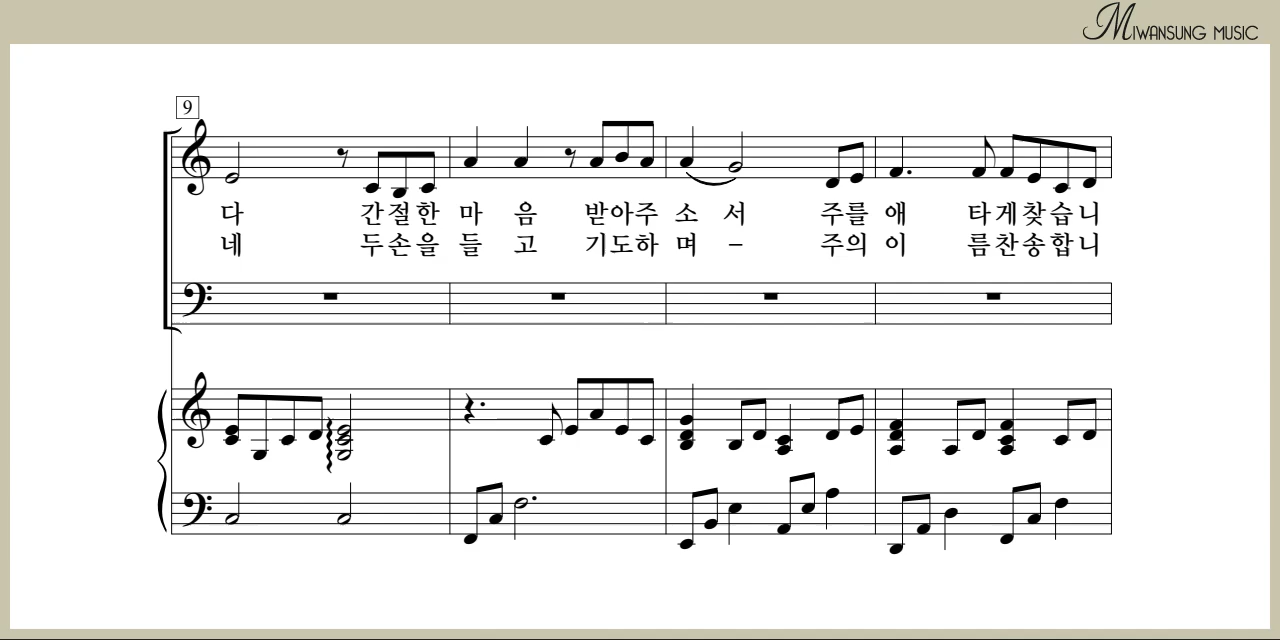 MIWANSUNG MUSIC
9
다 간절한 마 음 받아주 소 서 주를 애 타게찾습니
네 두손을 들 고 기도하 며 – 주의 이 름찬송합니